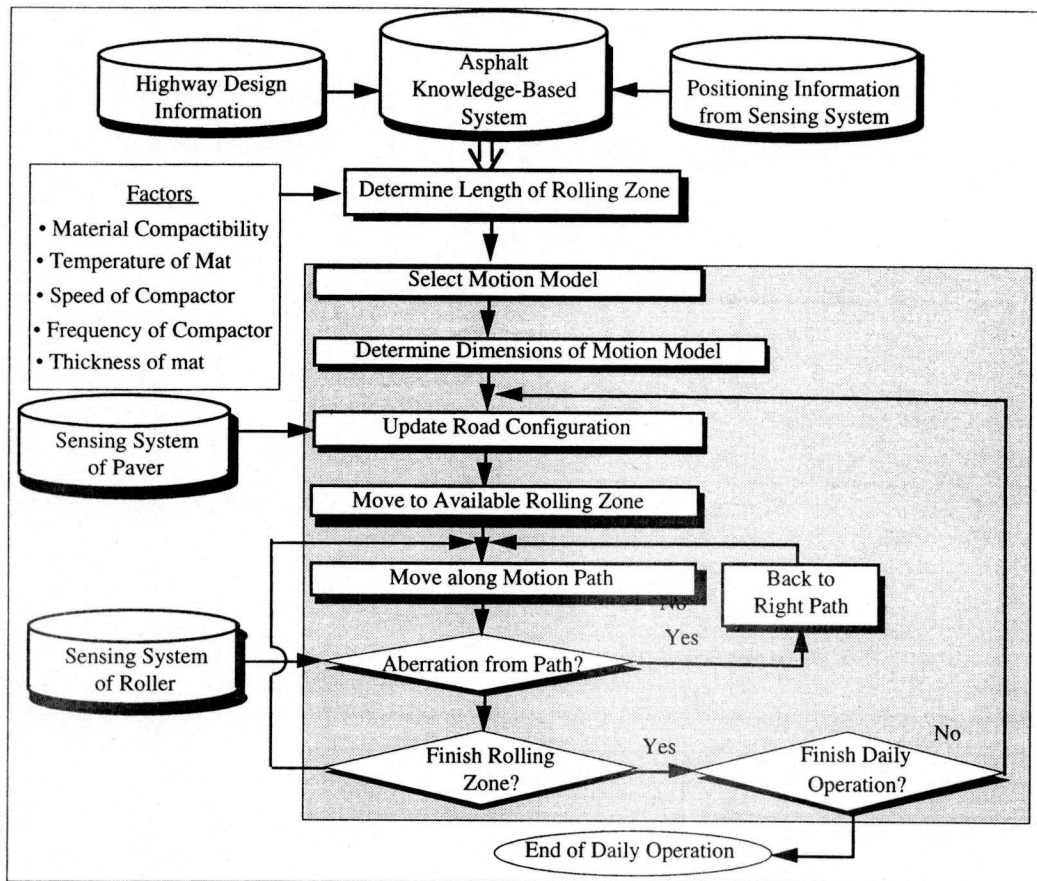 Highway Design
Information
Asphalt
Knowledge-Based
System
Positioning Information
from Sensing System
Determine Length of Rolling Zone
Factors
• Material Compactibility
• Temperature of Mat
• Speed of Compactor
• Frequency of Compactor
• Thickness of mat
Select Motion Model
Determine Dimensions of Motion Model
Sensing System
of Paver
Update Road Configuration
Move to Available Rolling Zone
Move along Motion Path
Back to
Right Path
No
Yes
Sensing System
of Roller
Aberration from Path?
Finish Rolling
Zone?
Yes
Finish Daily
Operation?
No
End of Daily Operation